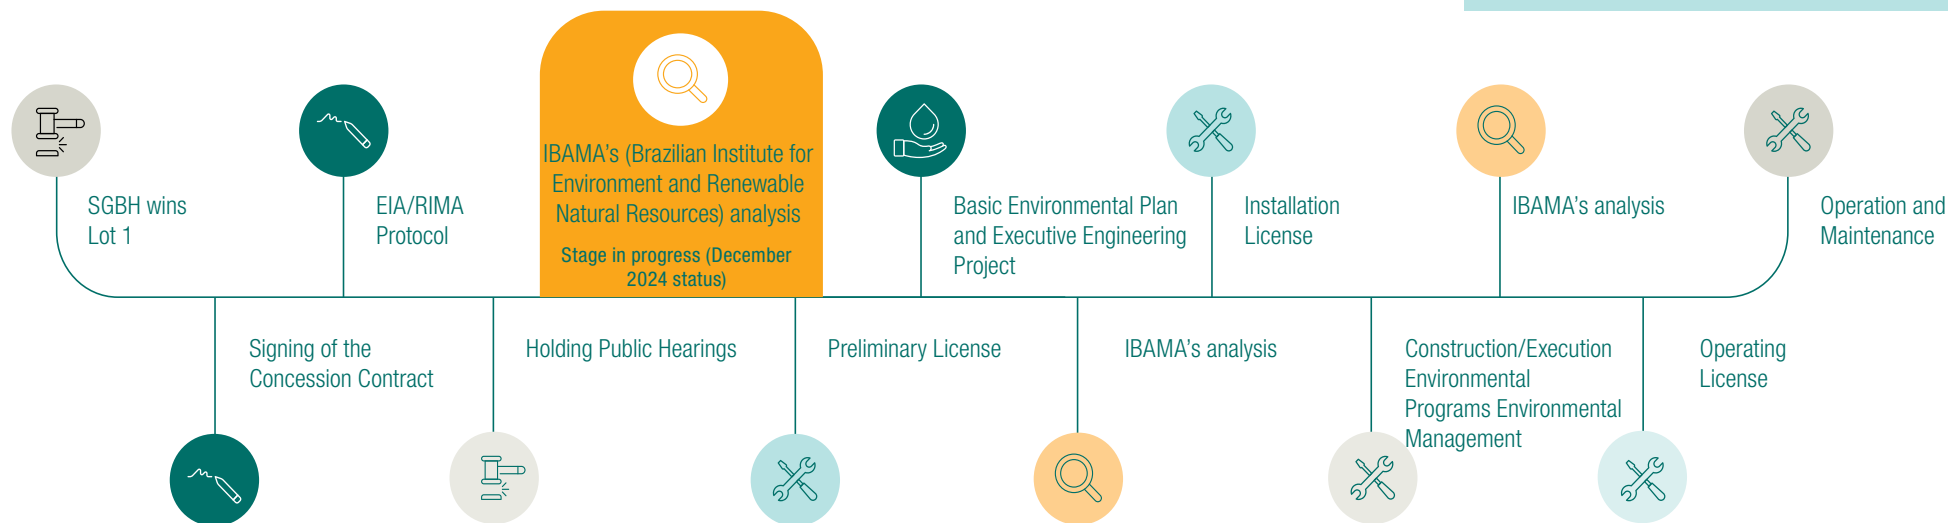 SGBH wins
Lot 1
Signing of the
Concession Contract
EIA/RIMA
Protocol
Holding Public Hearings
IBAMA's (Brazilian Institute for
Environment and Renewable
Natural Resources) analysis
Stage in progress (December
2024 status)
Preliminary License
Basic Environmental Plan
and Executive Engineering
Project
IBAMA's analysis
Installation
License
Construction/Execution
Environmental
Programs Environmental
Management
IBAMA's analysis
Operating
License
Operation and
Maintenance